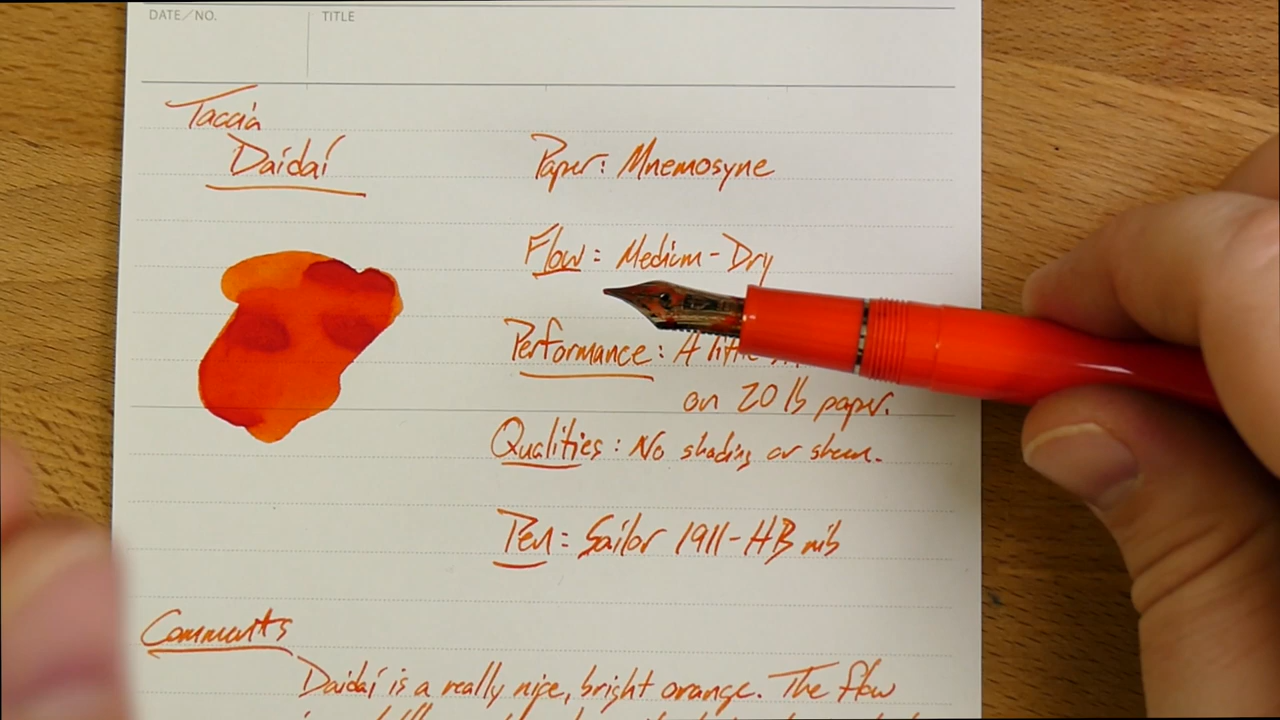 DATE/NO.
TITLE
Taccia
Daidai
Paper: Mnemosyne
Flow: Medium-Dry
Performance: A
on 20 lb paper.
Qualities: No shading or sheen.
Pen: Sailor 1911-HB nib
Comments
Daidai is a really nice, bright orange. The flow